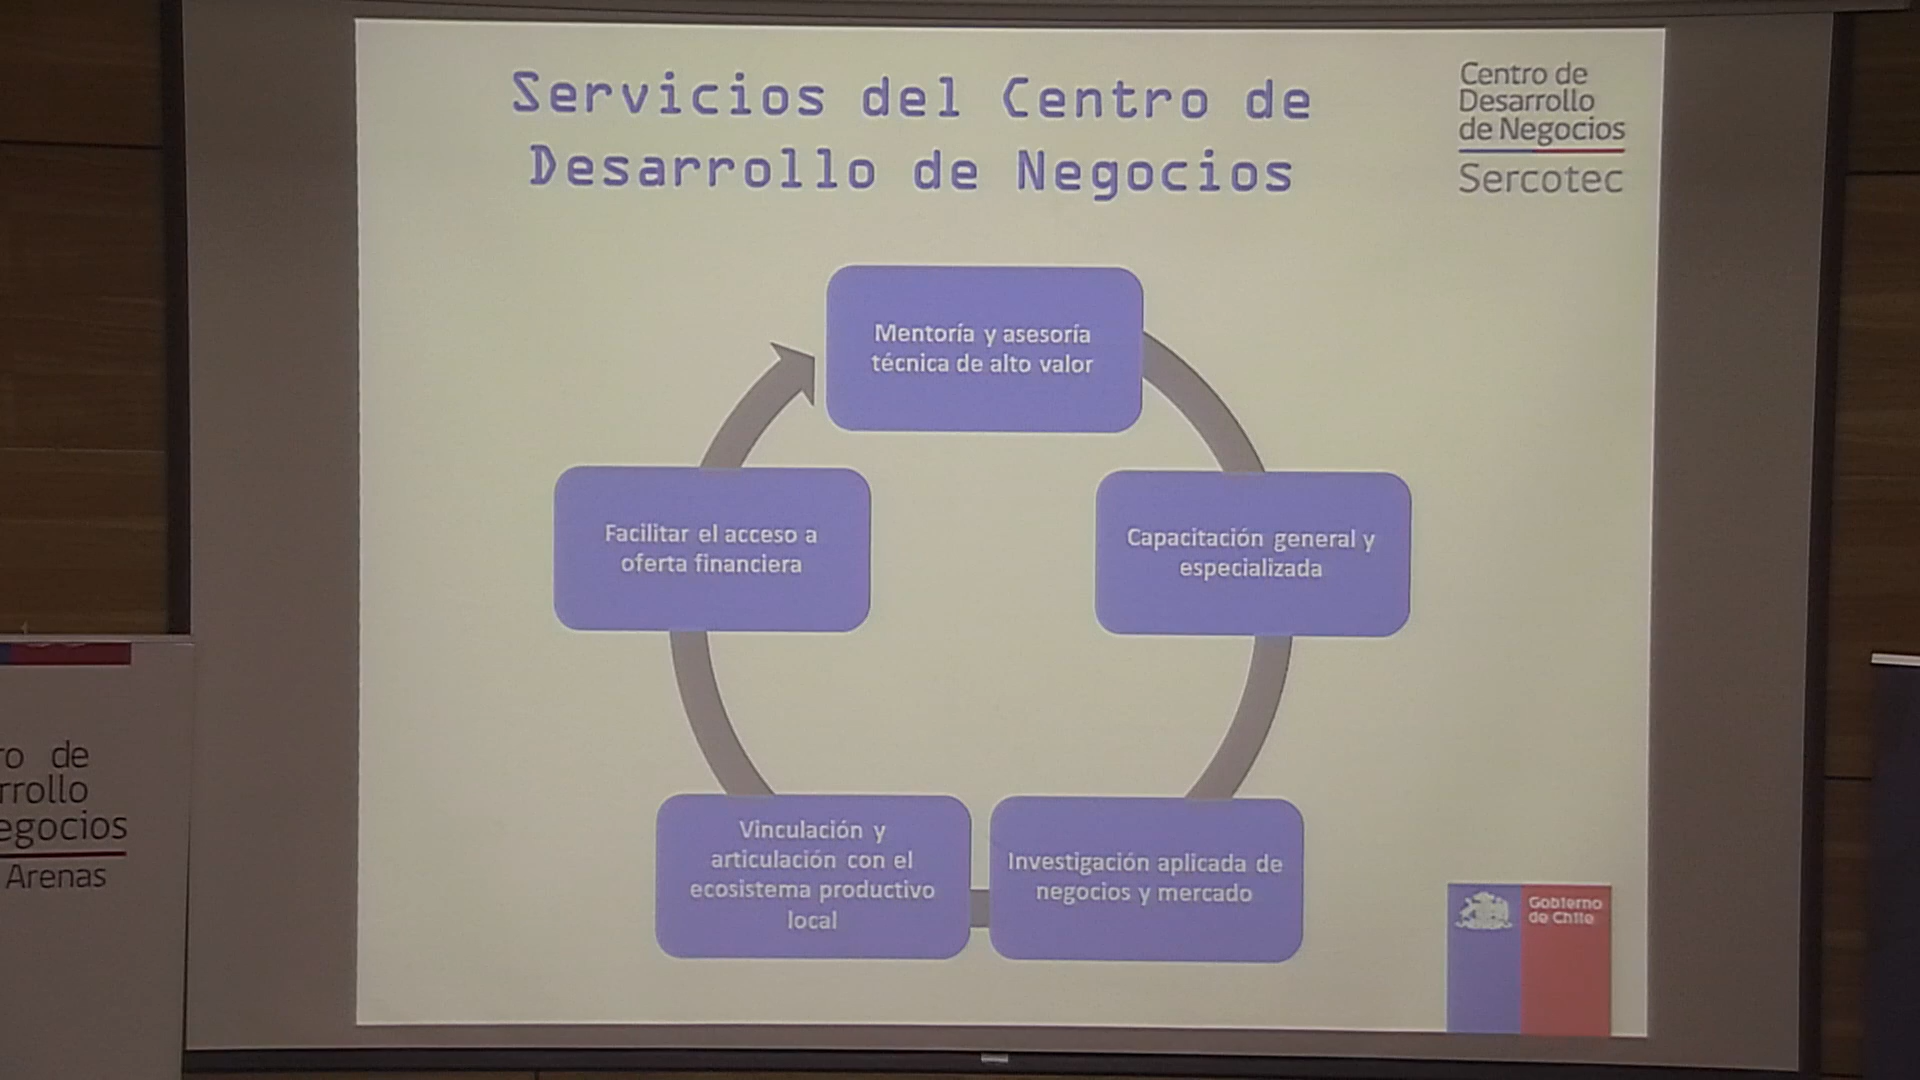 Servicios del Centro de
Desarrollo de Negocios
Centro de
Desarrollo
de Negocios
Sercotec
Mentoría y asesoría
técnica de alto valor
Facilitar el acceso a
oferta financiera
Capacitación general y
especializada
Vinculación y
articulación con el
ecosistema productivo
local
Investigación aplicada de
negocios y mercado
Gobierno
de Chile
ro de
rrollo
egocios
Arenas